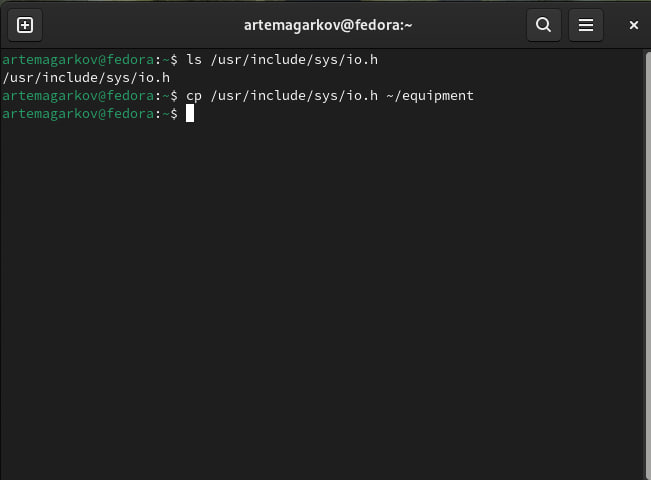 artemagarkov@fedora:~
artemagarkov@fedora:~$ ls /usr/include/sys/io.h
/usr/include/sys/io.h
artemagarkov@fedora:~$ cp /usr/include/sys/io.h ~/equipment
artemagarkov@fedora:~$